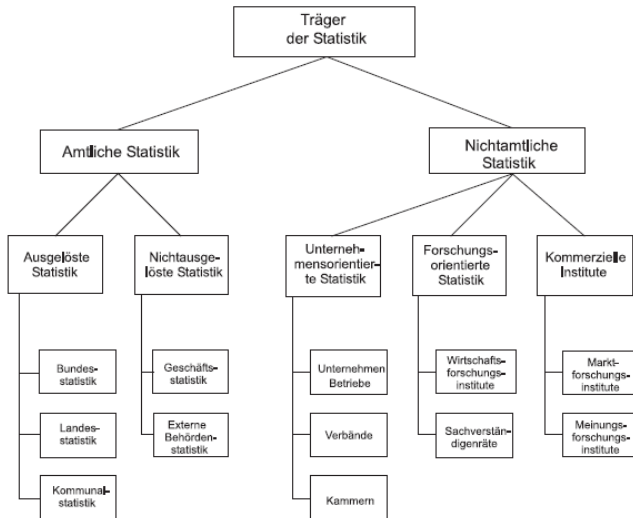 Träger
der Statistik
Amtliche Statistik
Nichtamtliche
Statistik
Ausgelöste
Statistik
Nichtausge-
löste Statistik
Unterneh-
mensorientier-
te Statistik
Forschungs-
orientierte
Statistik
Kommerzielle
Institute
Bundes-
statistik
Landes-
statistik
Kommunal-
statistik
Geschäfts-
statistik
Externe
Behörden-
statistik
Unternehmen
Betriebe
Verbände
Kammern
Wirtschafts-
forschungs-
institute
Sachverstän-
digenräte
Markt-
forschungs-
institute
Meinungs-
forschungs-
institute